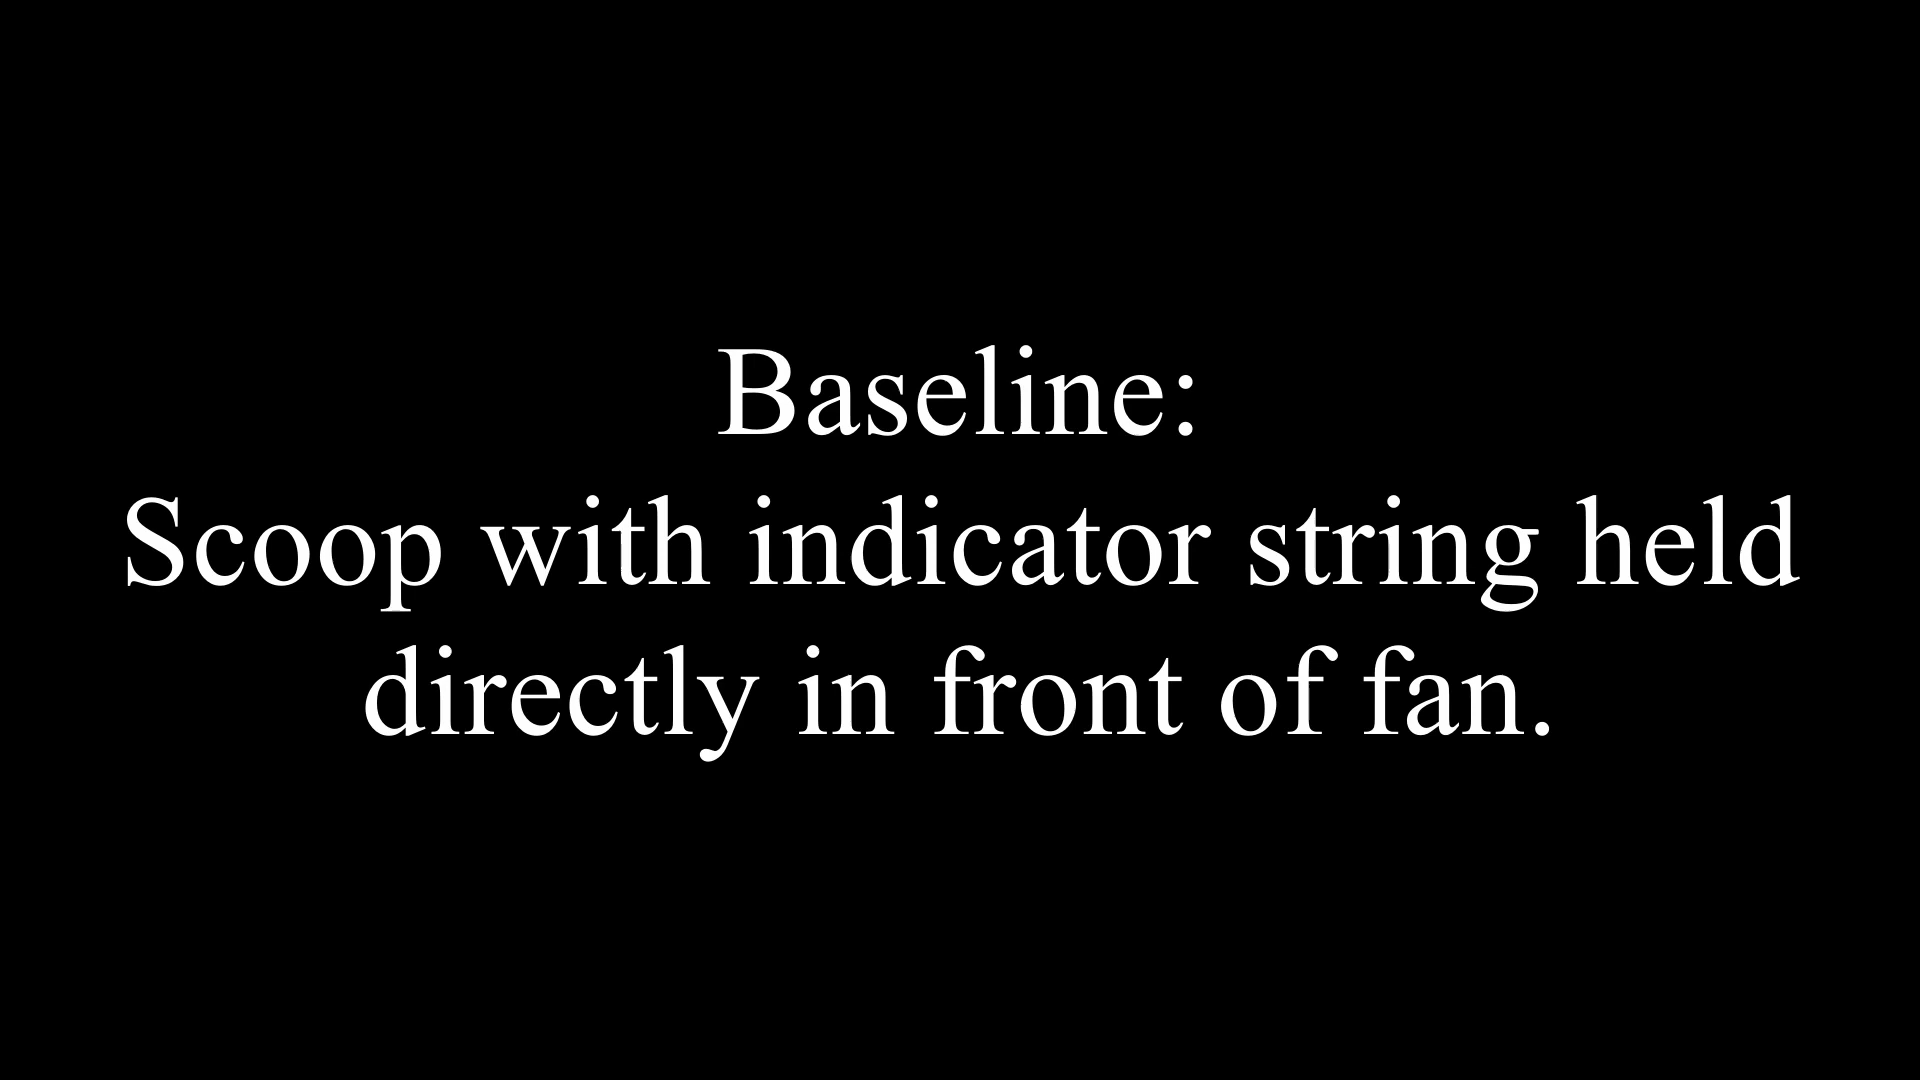 Baseline:
Scoop with indicator string held
directly in front of fan.